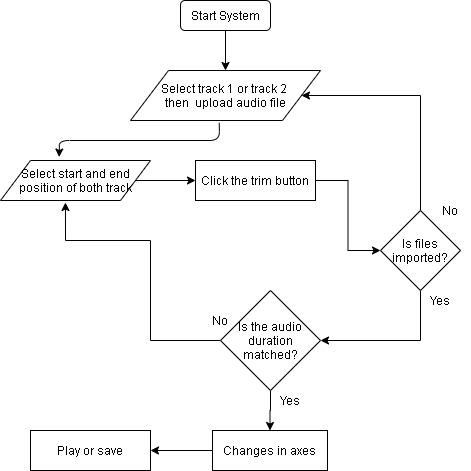 Start System
Select track 1 or track 2
then upload audio file
Select start and end
position of both track
Click the trim button
No
Is files
imported?
Yes
No
Is the audio
duration
matched?
Yes
Play or save
Changes in axes